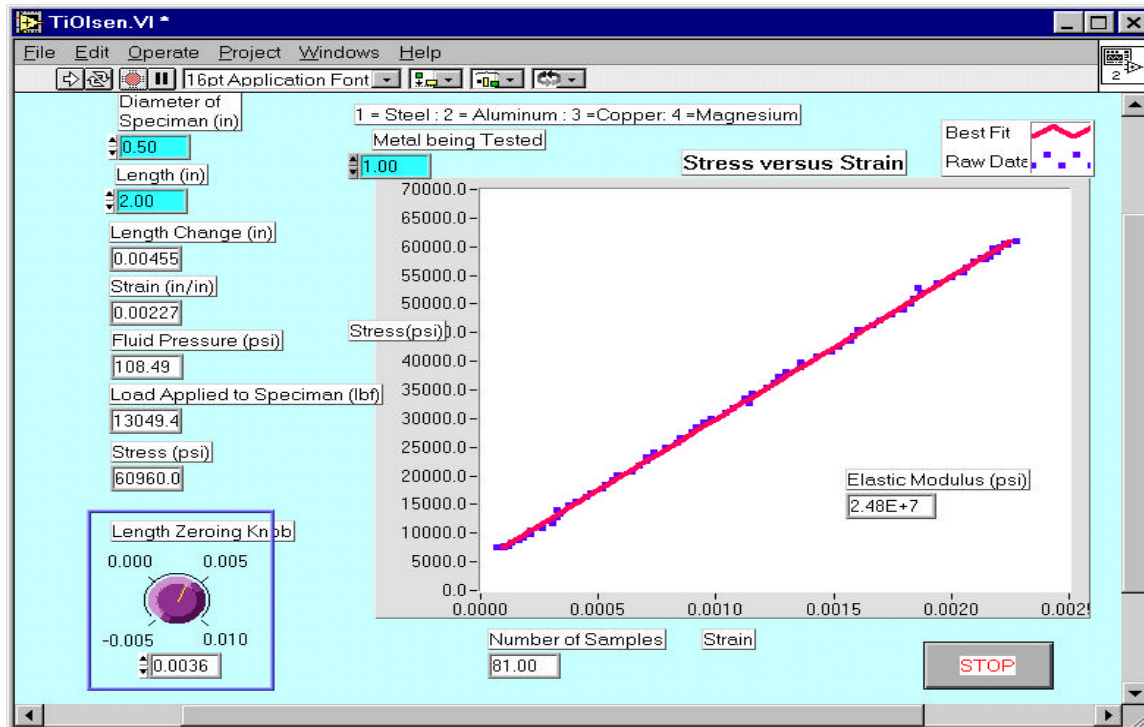 TiOlsen.VI *
File Edit Operate Project Windows Help
16pt Application Font
2
Diameter of
Speciman (in)
0.50
Length (in)
2.00
Length Change (in)
0.00455
Strain (in/in)
0.00227
Fluid Pressure (psi)
108.49
Load Applied to Speciman (lbf)
13049.4
Stress (psi)
60960.0
Length Zeroing Knob
0.000 0.005
-0.005 0.010
0.0036
1 = Steel : 2 = Aluminum : 3 =Copper: 4 =Magnesium
Metal being Tested
1.00
Stress versus Strain
Best Fit
Raw Data
70000.0
65000.0
60000.0
55000.0
50000.0
Stress(psi)
40000.0
35000.0
30000.0
25000.0
20000.0
15000.0
10000.0
5000.0
0.0
0.0000 0.0005 0.0010 0.0015 0.0020 0.0025
Elastic Modulus (psi)
2.48E+7
Number of Samples
81.00
Strain
STOP